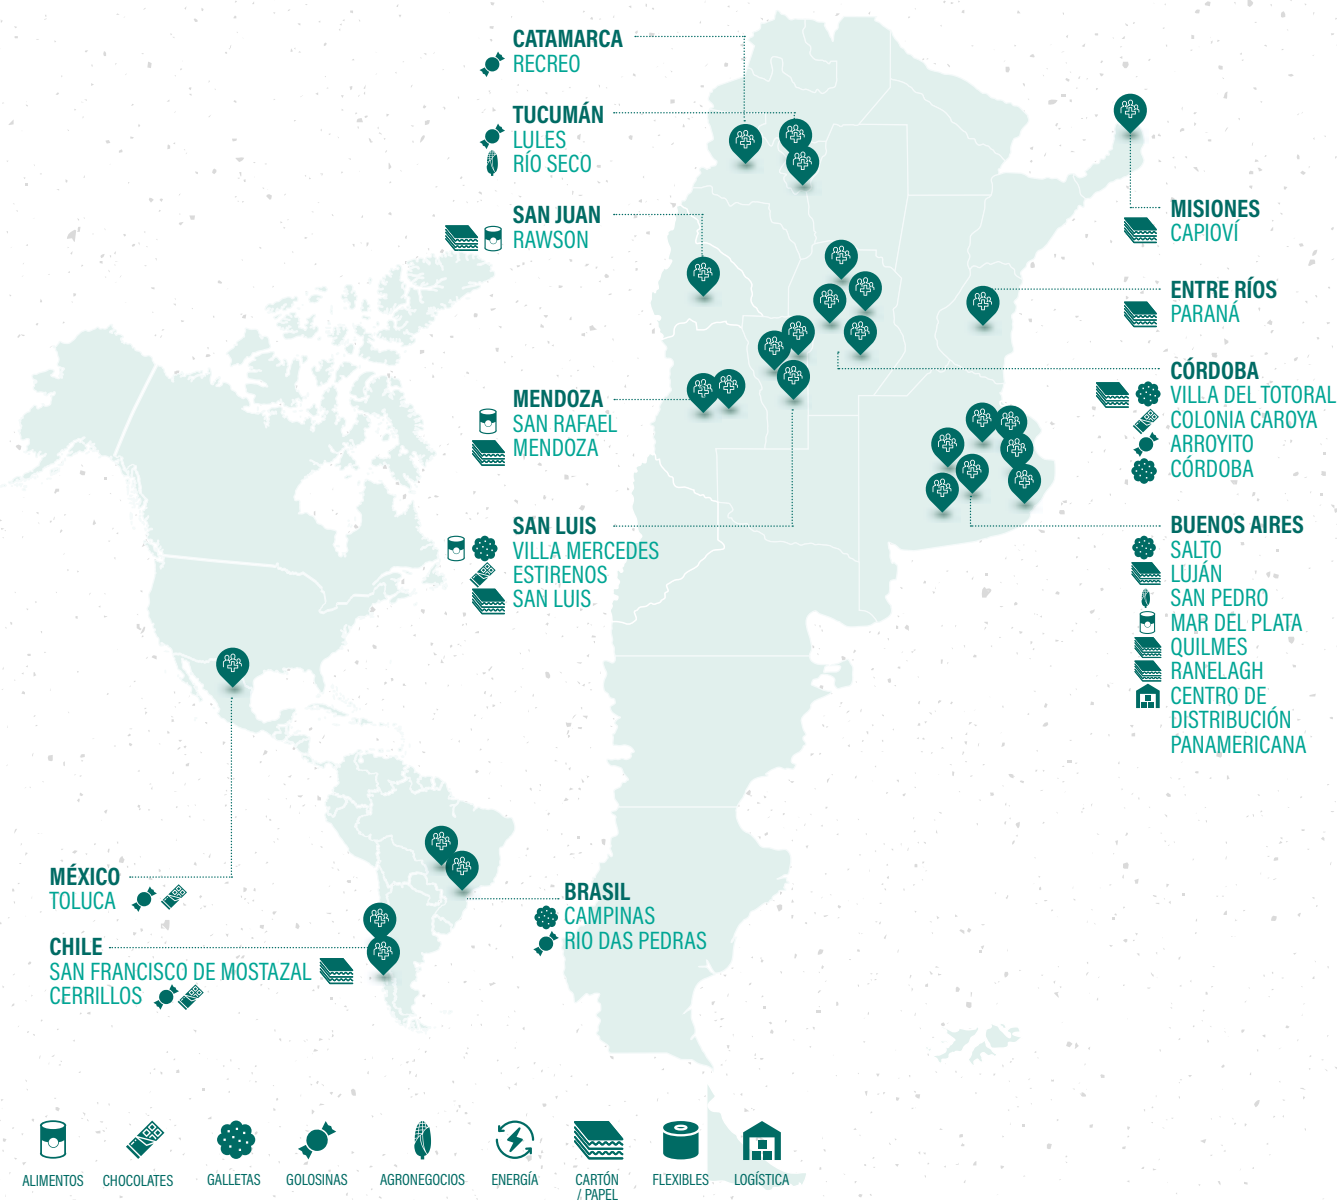 CATAMARCA
RECREO
TUCUMÁN
LULES
RÍO SECO
SAN JUAN
RAWSON
MENDOZA
SAN RAFAEL
MENDOZA
SAN LUIS
VILLA MERCEDES
ESTIRENOS
SAN LUIS
MISIONES
CAPIOVÍ
ENTRE RÍOS
PARANÁ
CÓRDOBA
VILLA DEL TOTORAL
COLONIA CAROYA
ARROYITO
CÓRDOBA
BUENOS AIRES
SALTO
LUJÁN
SAN PEDRO
MAR DEL PLATA
QUILMES
RANELAGH
CENTRO DE
DISTRIBUCIÓN
PANAMERICANA
MÉXICO
TOLUCA
CHILE
SAN FRANCISCO DE MOSTAZAL
CERRILLOS
BRASIL
CAMPINAS
RIO DAS PEDRAS
ALIMENTOS
CHOCOLATES
GALLETAS
GOLOSINAS
AGRONEGOCIOS
ENERGÍA
CARTÓN
/ PAPEL
FLEXIBLES
LOGÍSTICA